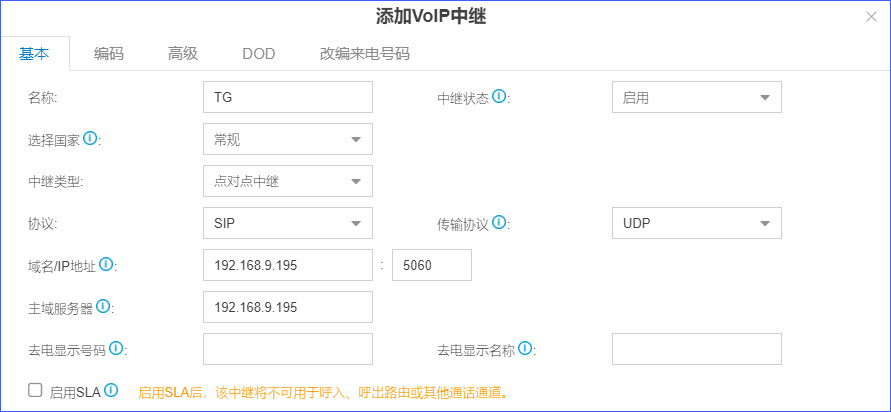 添加VoIP中继
基本 编码 高级 DOD 改编来电号码
名称: TG 中继状态: 启用
选择国家: 常规
中继类型: 点对点中继
协议: SIP 传输协议: UDP
域名/IP地址: 192.168.9.195 : 5060
主域服务器: 192.168.9.195
去电显示号码: 去电显示名称:
启用SLA 启用SLA后，该中继将不可用于呼入、呼出路由或其他通话通道。